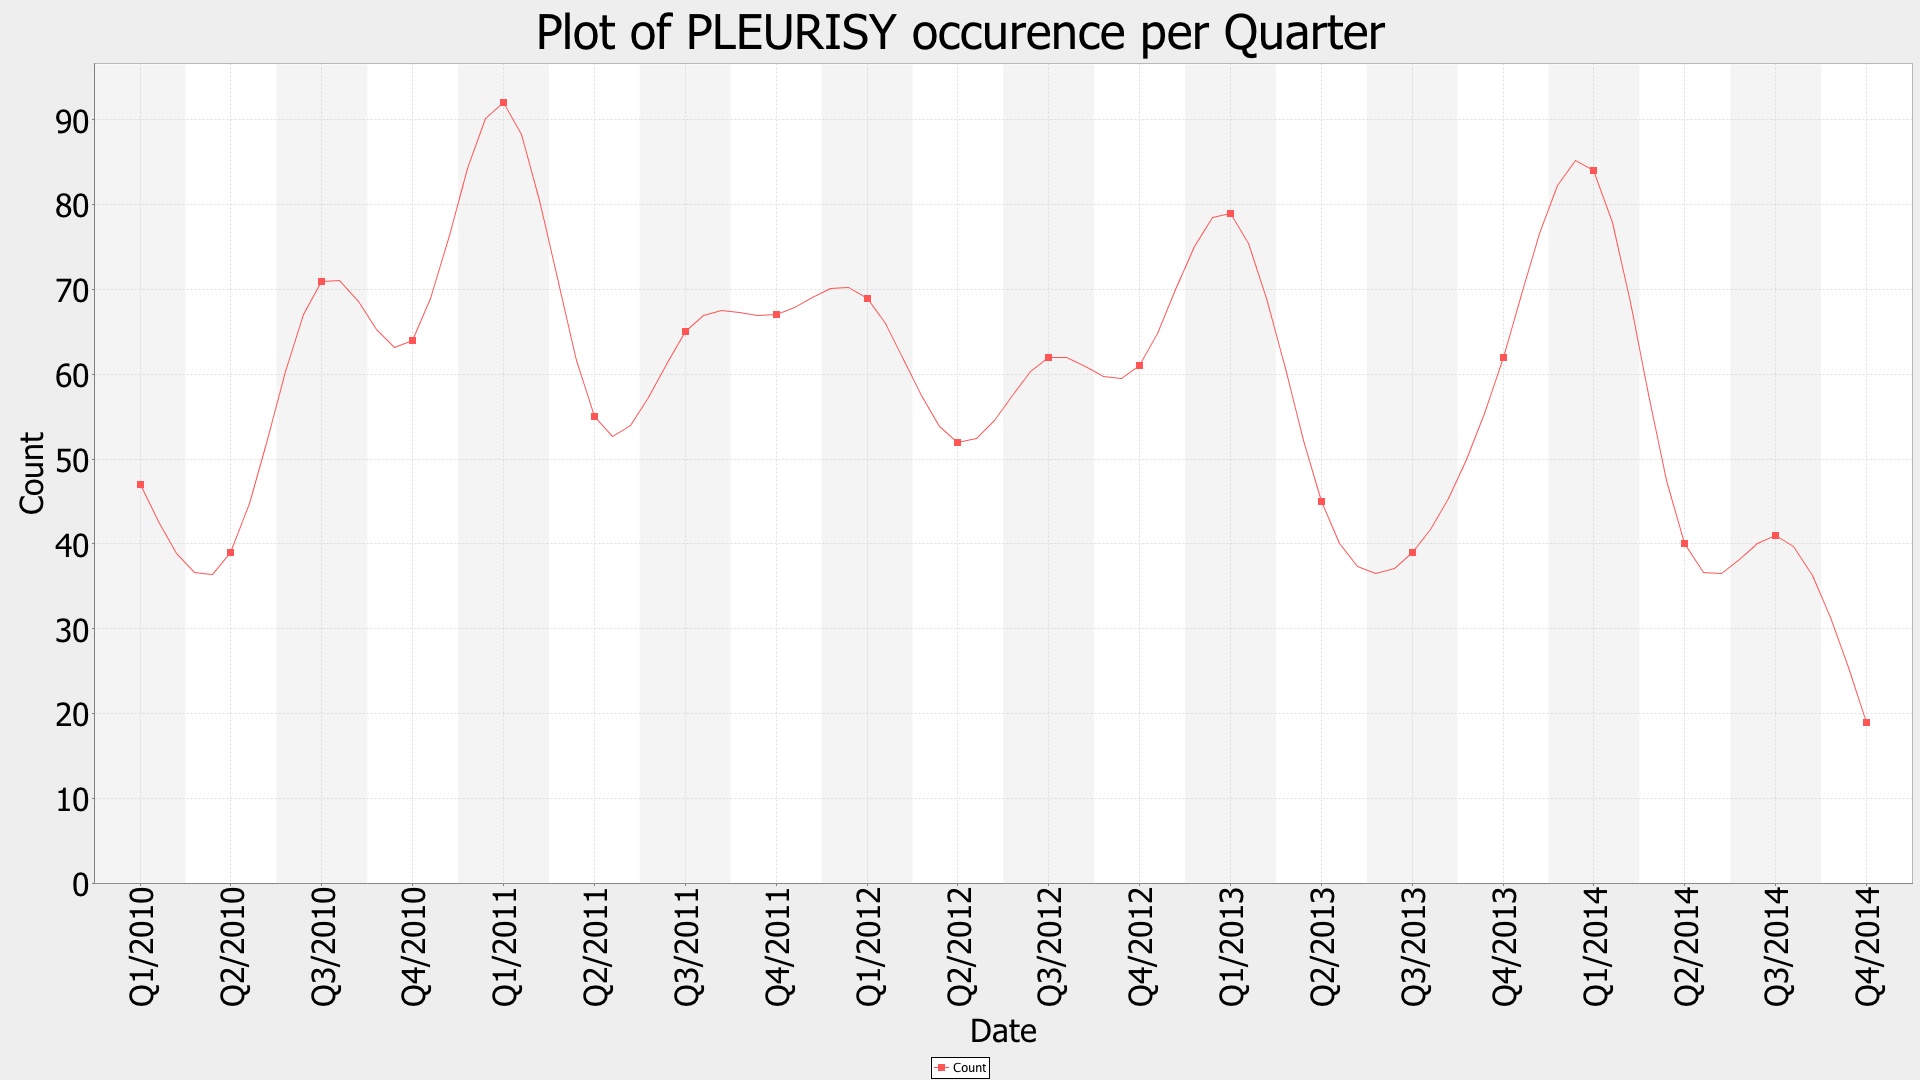 Plot of PLEURISY occurence per Quarter
90
80
70
60
50
40
30
20
10
0
Count
Q1/2010
Q2/2010
Q3/2010
Q4/2010
Q1/2011
Q2/2011
Q3/2011
Q4/2011
Q1/2012
Q2/2012
Q3/2012
Q4/2012
Q1/2013
Q2/2013
Q3/2013
Q4/2013
Q1/2014
Q2/2014
Q3/2014
Q4/2014
Date
Count